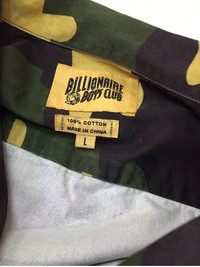 BILLIONAIRE
BOYS CLUB
100% COTTON
MADE IN CHINA
L